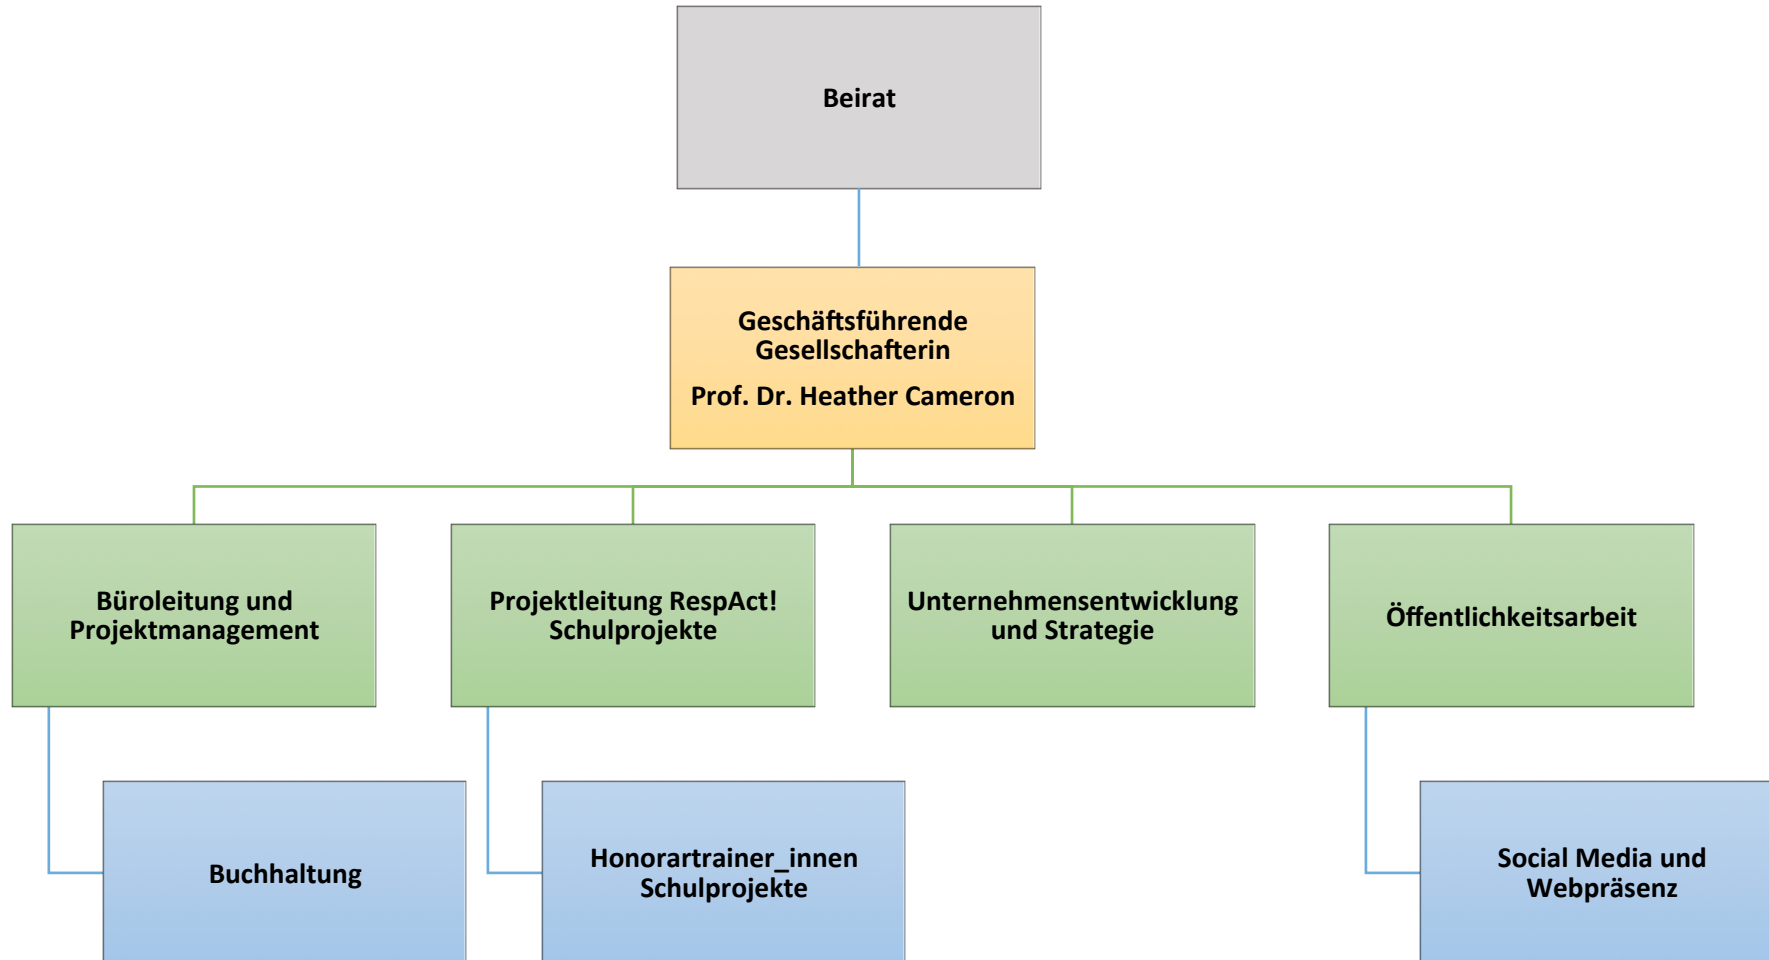 Beirat
Geschäftsführende
Gesellschafterin
Prof. Dr. Heather Cameron
Büroleitung und
Projektmanagement
Projektleitung RespAct!
Schulprojekte
Unternehmensentwicklung
und Strategie
Öffentlichkeitsarbeit
Buchhaltung
Honorartrainer_innen
Schulprojekte
Social Media und
Webpräsenz